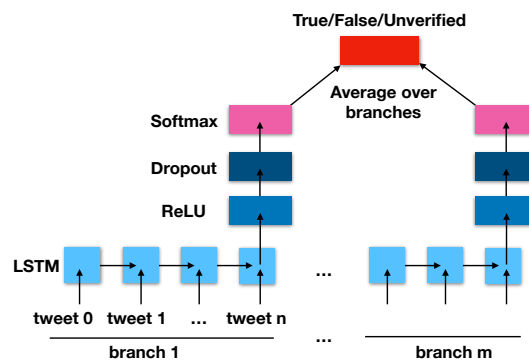 True/False/Unverified
Average over
branches
Softmax
Dropout
ReLU
LSTM
...
tweet 0 tweet 1 ... tweet n
...
branch 1 branch m